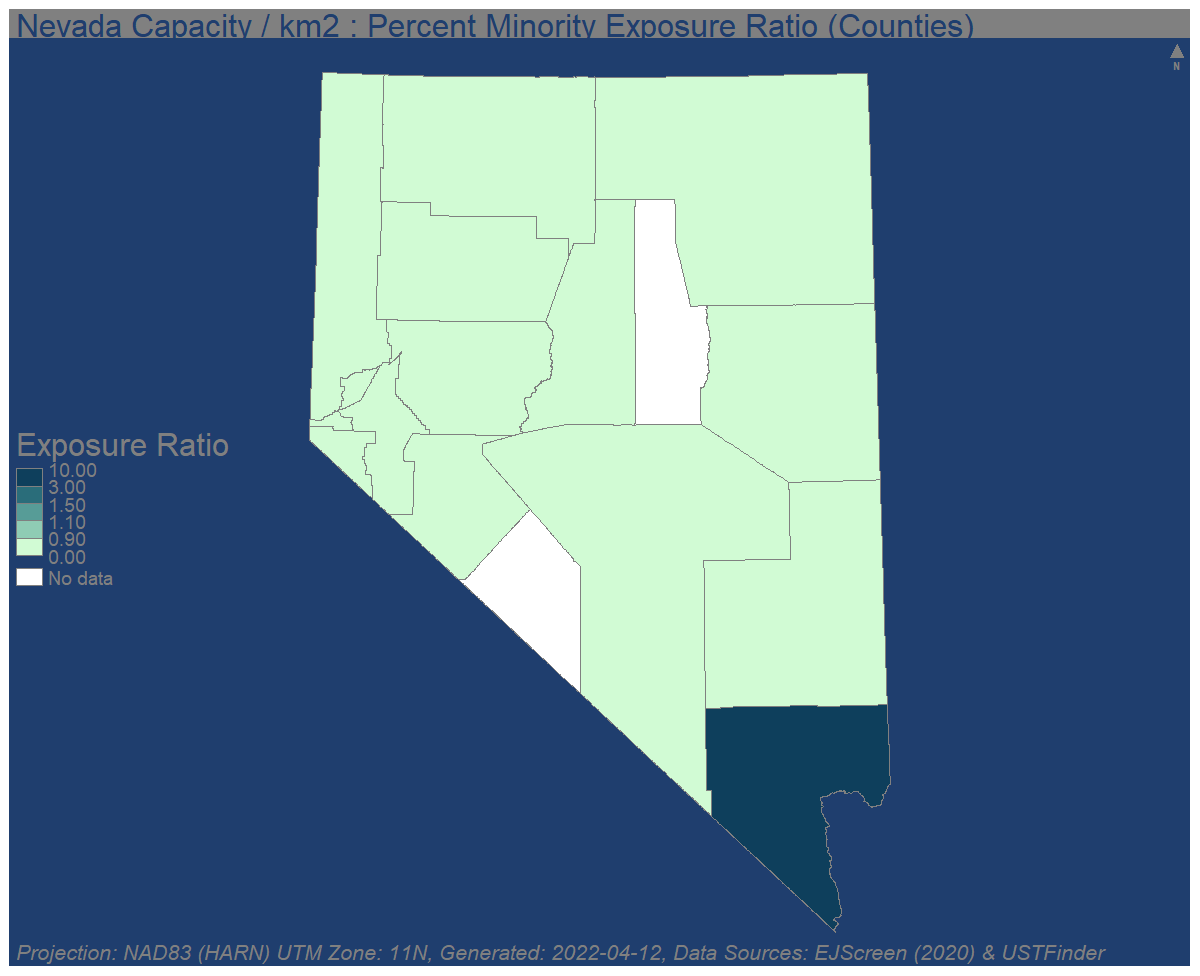 Nevada Capacity / km2 : Percent Minority Exposure Ratio (Counties)
N
Exposure Ratio
10.00
3.00
1.50
1.10
0.90
0.00
No data
Projection: NAD83 (HARN) UTM Zone: 11N, Generated: 2022-04-12, Data Sources: EJScreen (2020) & USTFinder